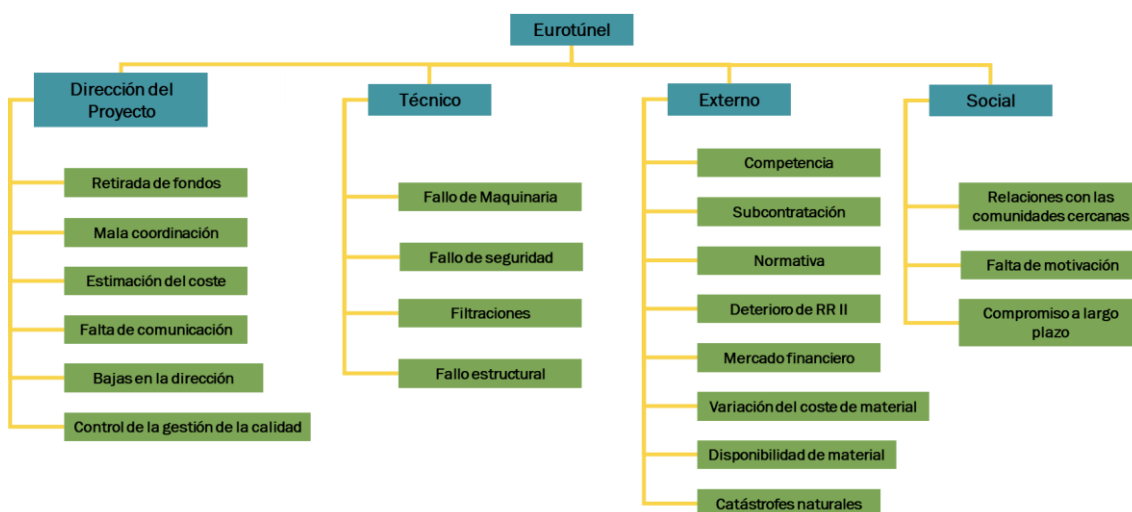 Eurotúnel
Dirección del
Proyecto
Retirada de fondos
Mala coordinación
Estimación del coste
Falta de comunicación
Bajas en la dirección
Control de la gestión de la calidad
Técnico
Fallo de Maquinaria
Fallo de seguridad
Filtraciones
Fallo estructural
Externo
Competencia
Subcontratación
Normativa
Deterioro de RR II
Mercado financiero
Variación del coste de material
Disponibilidad de material
Catástrofes naturales
Social
Relaciones con las
comunidades cercanas
Falta de motivación
Compromiso a largo
plazo